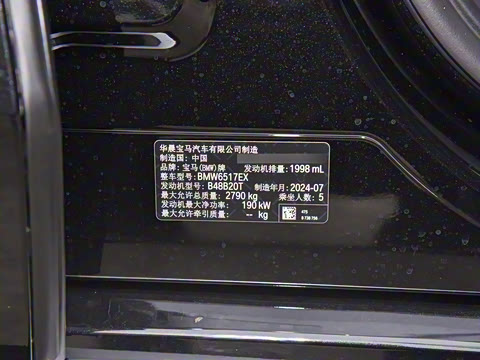 华晨宝马汽车有限公司制造
制造国：中国
品牌：宝马(BMW)牌 发动机排量：1998 mL
整车型号：BMW6517EX
发动机型号：B48B20T 制造年月：2024-07
最大允许总质量：2790 kg 乘坐人数：5
发动机最大净功率：190 kW
最大允许牵引质量：-- kg
475